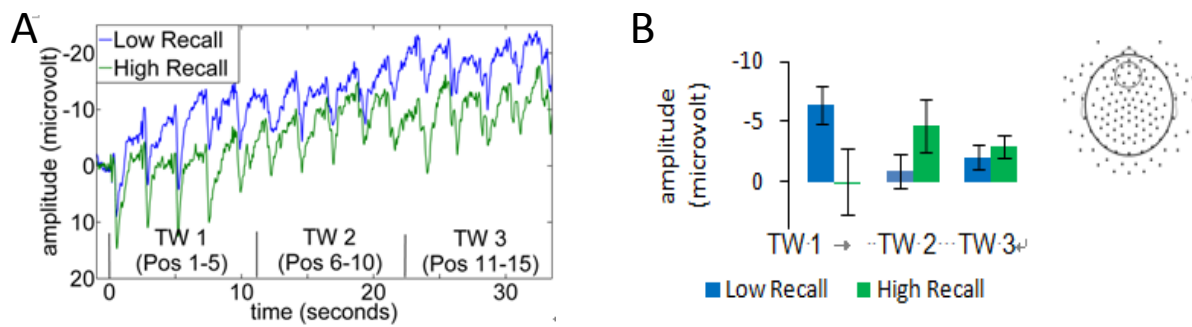 A
amplitude (microvolt)
-20
-10
0
10
20
Low Recall
High Recall
TW 1
(Pos 1-5)
TW 2
(Pos 6-10)
TW 3
(Pos 11-15)
0
10
20
30
time (seconds)
B
amplitude
(microvolt)
-10
-5
0
TW 1 → TW 2 TW 3↵
Low Recall
High Recall